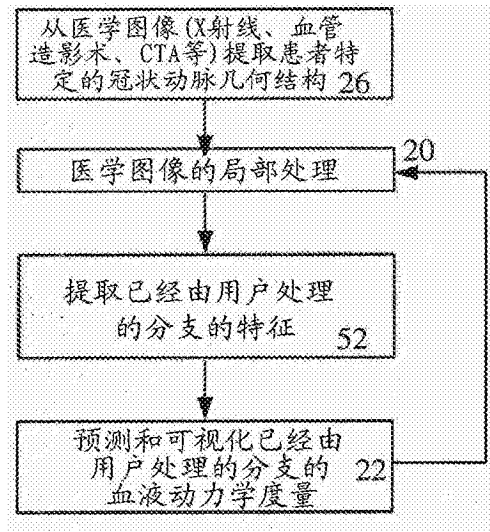 从医学图像(X射线、血管
造影术、CTA等)提取患者特
定的冠状动脉几何结构 26
医学图像的局部处理
20
提取已经由用户处理
的分支的特征
52
预测和可视化已经由
用户处理的分支的 22
血液动力学度量